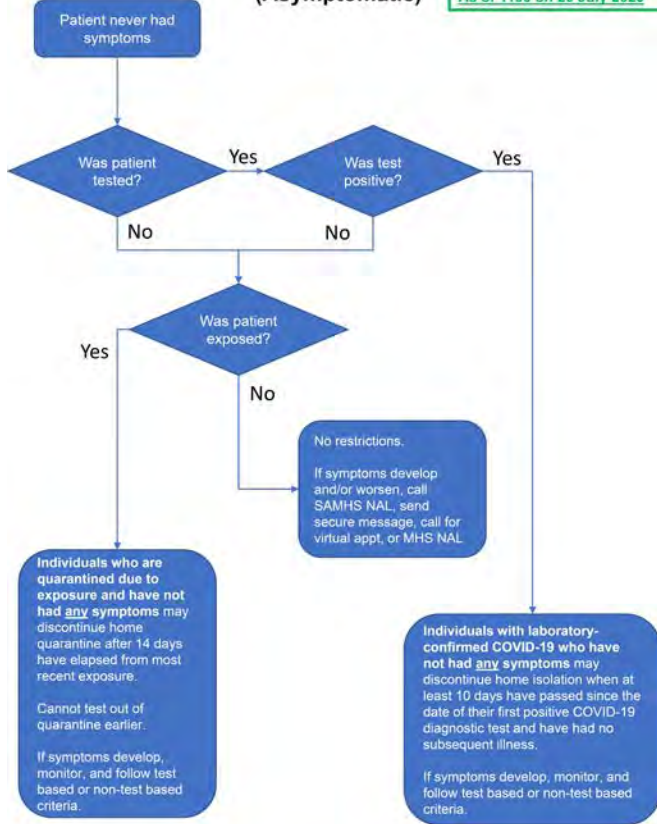 (Asymptomatic)
Patient never had
symptoms
Was patient
tested?
Yes
Was test
positive?
Yes
No
No
Was patient
exposed?
Yes
No
No restrictions.
If symptoms develop
and/or worsen, call
SAMHS NAL, send
secure message, call for
virtual appt, or MHS NAL
Individuals who are
quarantined due to
exposure and have not
had any symptoms may
discontinue home
quarantine after 14 days
have elapsed from most
recent exposure.
Cannot test out of
quarantine earlier.
If symptoms develop,
monitor, and follow test
based or non-test based
criteria.
Individuals with laboratory-
confirmed COVID-19 who have
not had any symptoms may
discontinue home isolation when at
least 10 days have passed since the
date of their first positive COVID-19
diagnostic test and have had no
subsequent illness.
If symptoms develop, monitor, and
follow test based or non-test based
criteria.